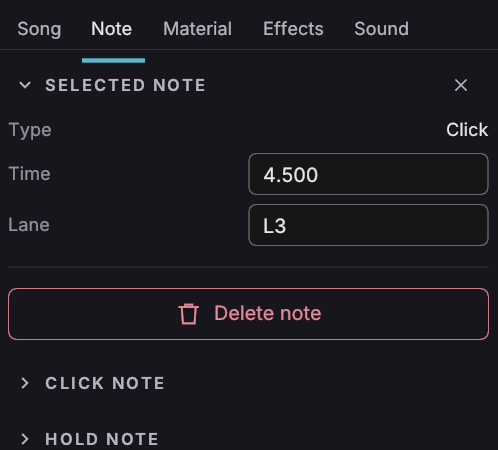 Song Note Material Effects Sound
SELECTED NOTE
Type Click
Time 4.500
Lane L3
Delete note
CLICK NOTE
HOLD NOTE